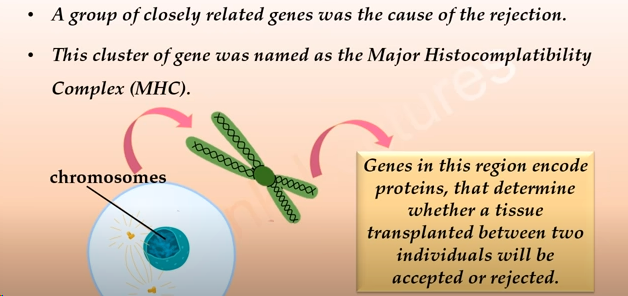 • A group of closely related genes was the cause of the rejection.
• This cluster of gene was named as the Major Histocomplatibility
Complex (MHC).
chromosomes
Genes in this region encode
proteins, that determine
whether a tissue
transplanted between two
individuals will be
accepted or rejected.